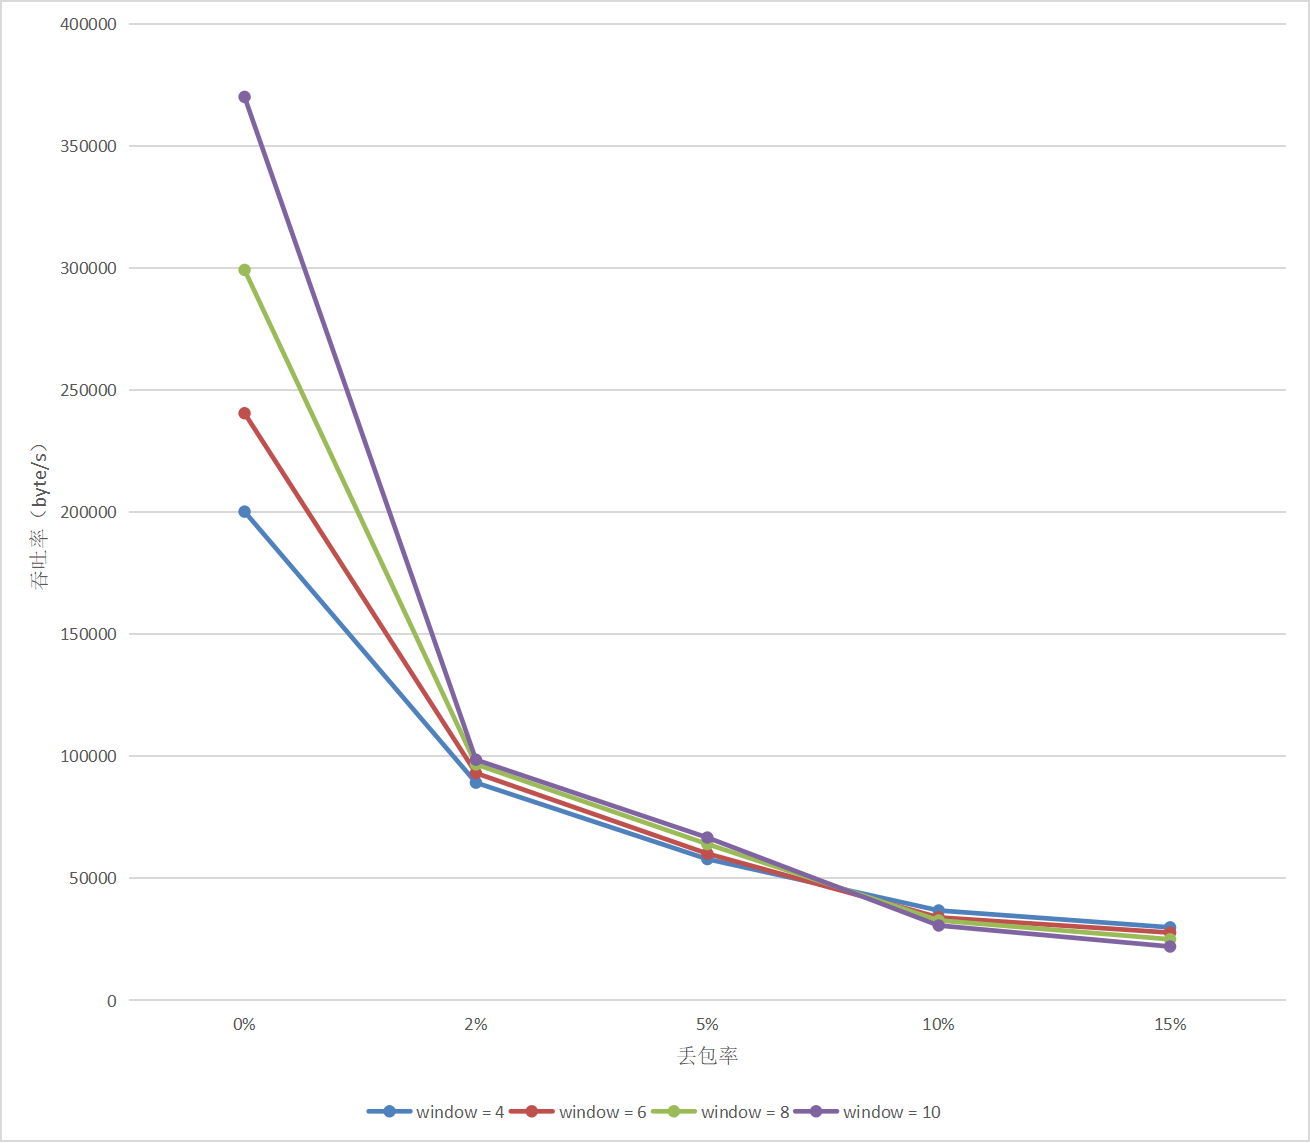 400000
350000
300000
250000
200000
150000
100000
50000
0
吞吐率（byte/s）
0% 2% 5% 10% 15%
丢包率
window = 4 window = 6 window = 8 window = 10